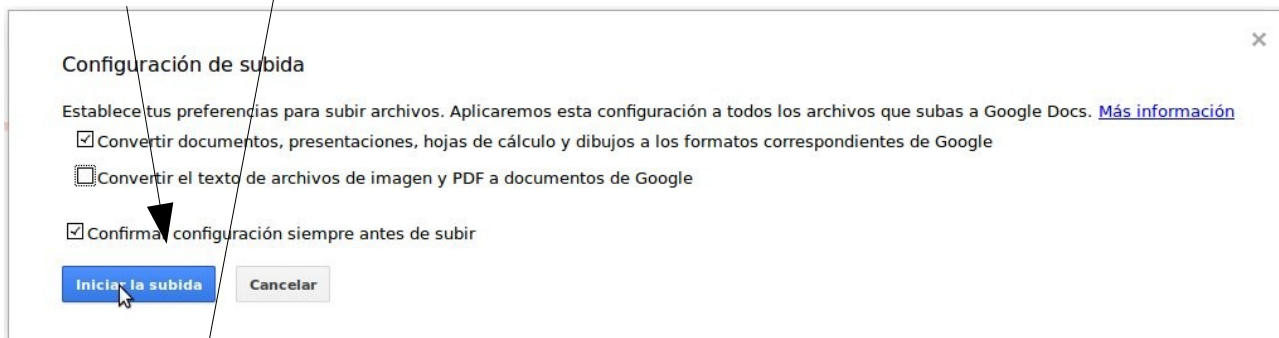 Configuración de subida
Establece tus preferencias para subir archivos. Aplicaremos esta configuración a todos los archivos que subas a Google Docs. Más información
Convertir documentos, presentaciones, hojas de cálculo y dibujos a los formatos correspondientes de Google
Convertir el texto de archivos de imagen y PDF a documentos de Google
Confirmar configuración siempre antes de subir
Iniciar la subida Cancelar